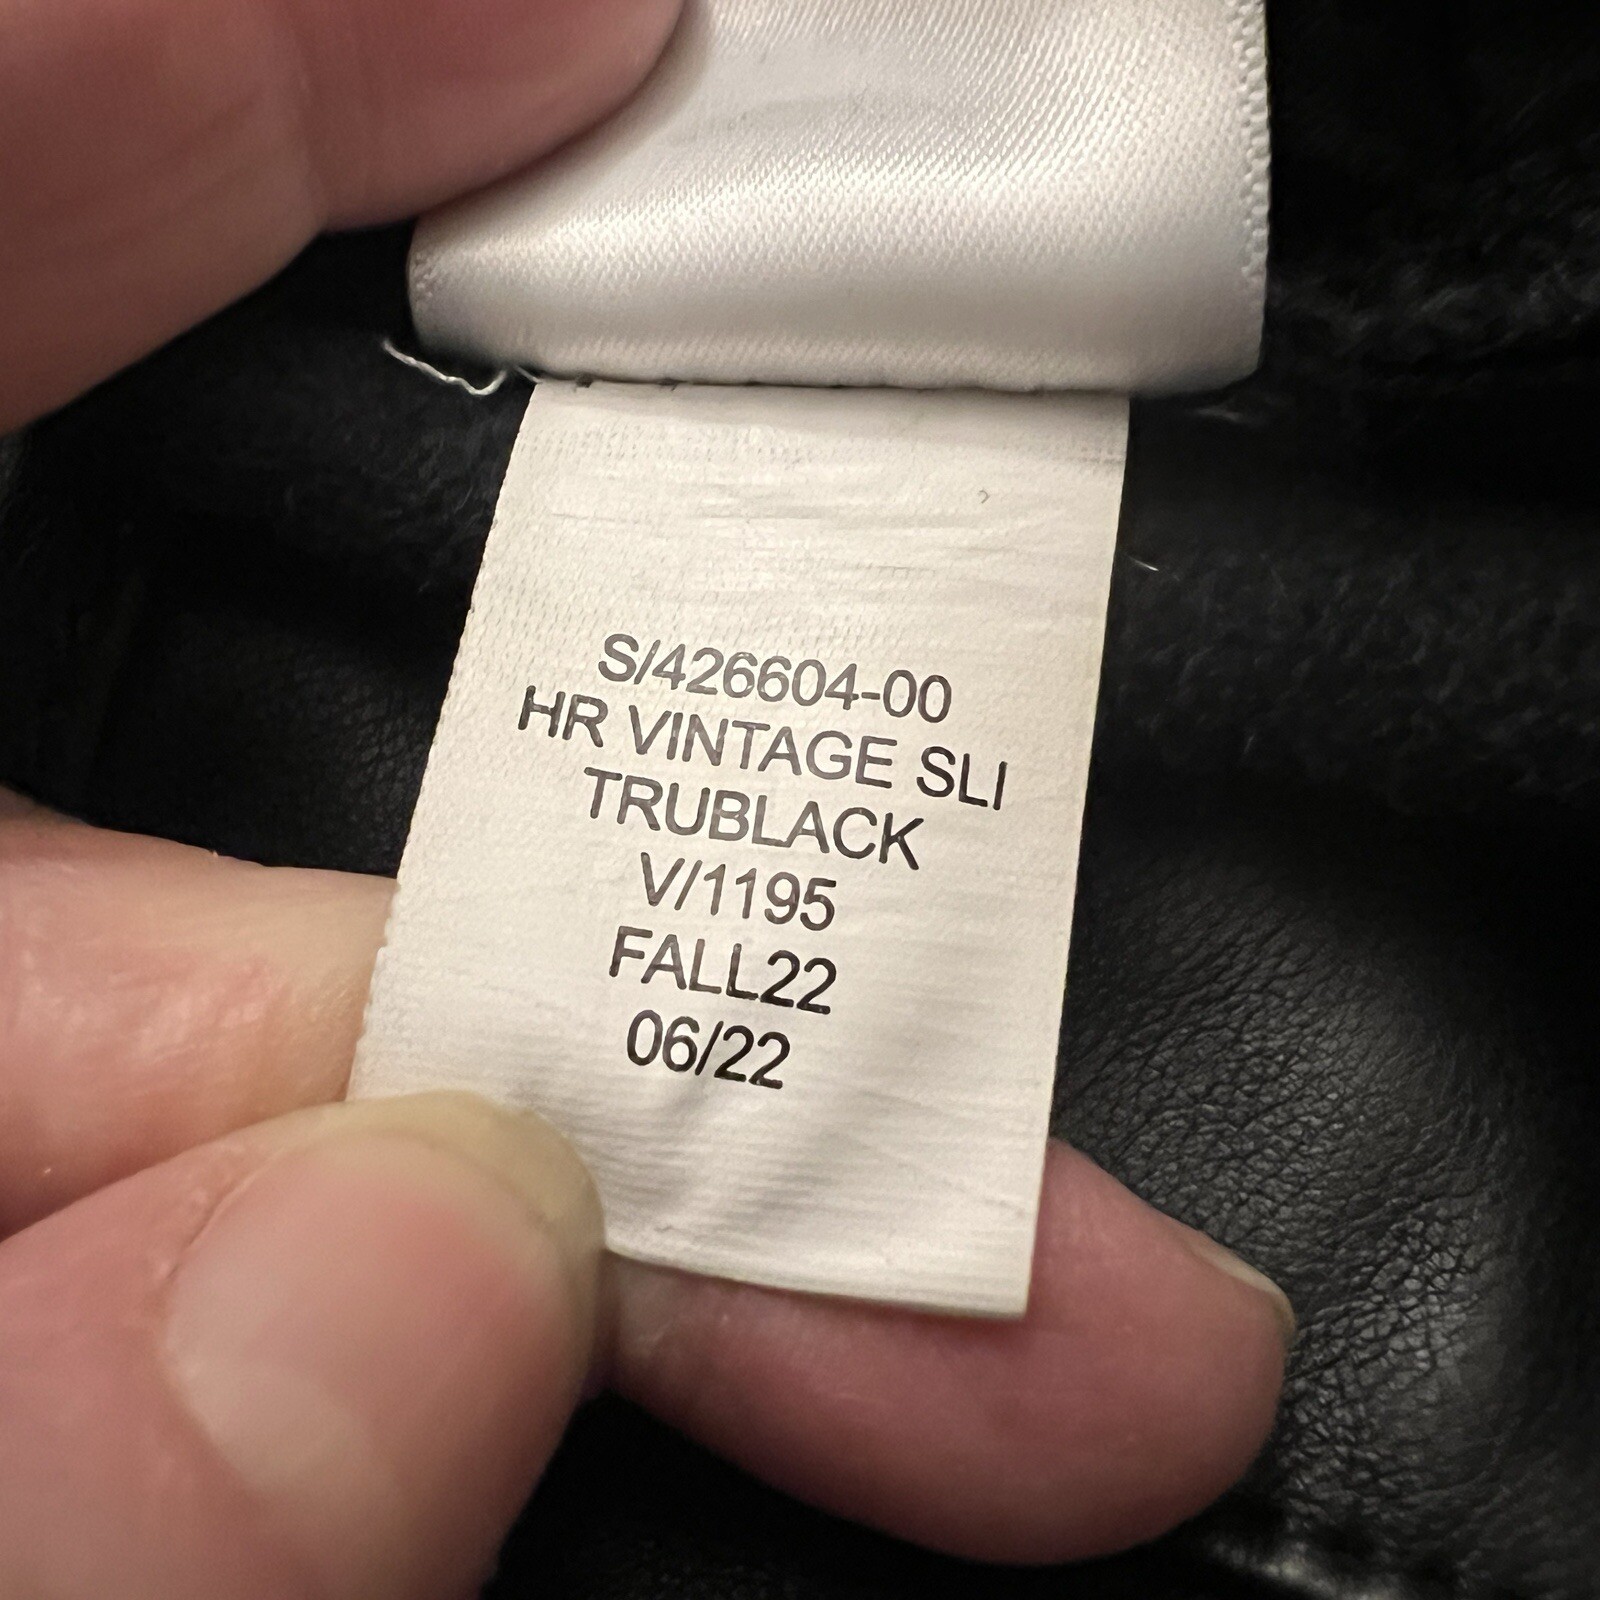 S/426604-00
HR VINTAGE SLI
TRUBLACK
V/1195
FALL22
06/22